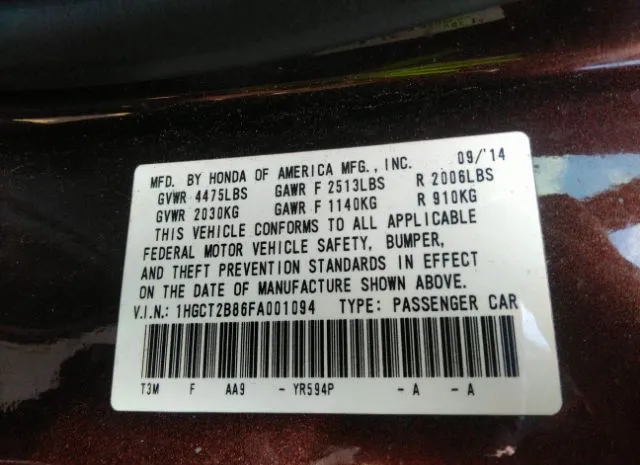 MFD. BY HONDA OF AMERICA MFG., INC. 09/'14
GVWR 4475LBS GAWR F 2513LBS R 2006LBS
GVWR 2030KG GAWR F 1140KG R 910KG
THIS VEHICLE CONFORMS TO ALL APPLICABLE
FEDERAL MOTOR VEHICLE SAFETY, BUMPER,
AND THEFT PREVENTION STANDARDS IN EFFECT
ON THE DATE OF MANUFACTURE SHOWN ABOVE.
V.I.N.: 1HGCT2B86FA001094 TYPE: PASSENGER CAR
T3M F AA9 - YR594P - A - A